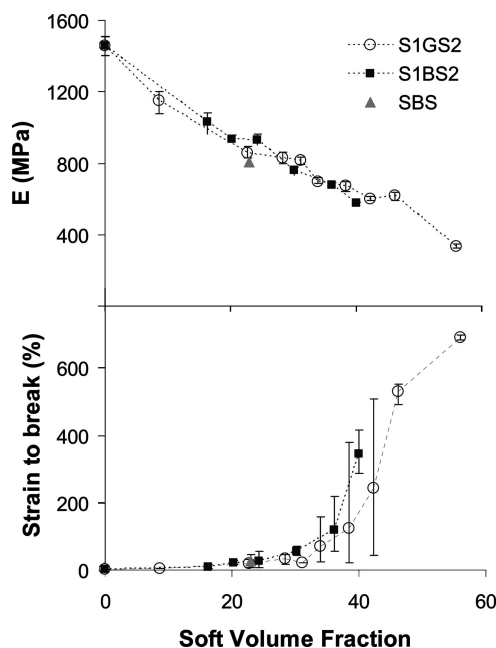 1600
1200
800
400
E (MPa)
S1GS2
S1BS2
SBS
600
400
200
0
Strain to break (%)
0 20 40 60
Soft Volume Fraction